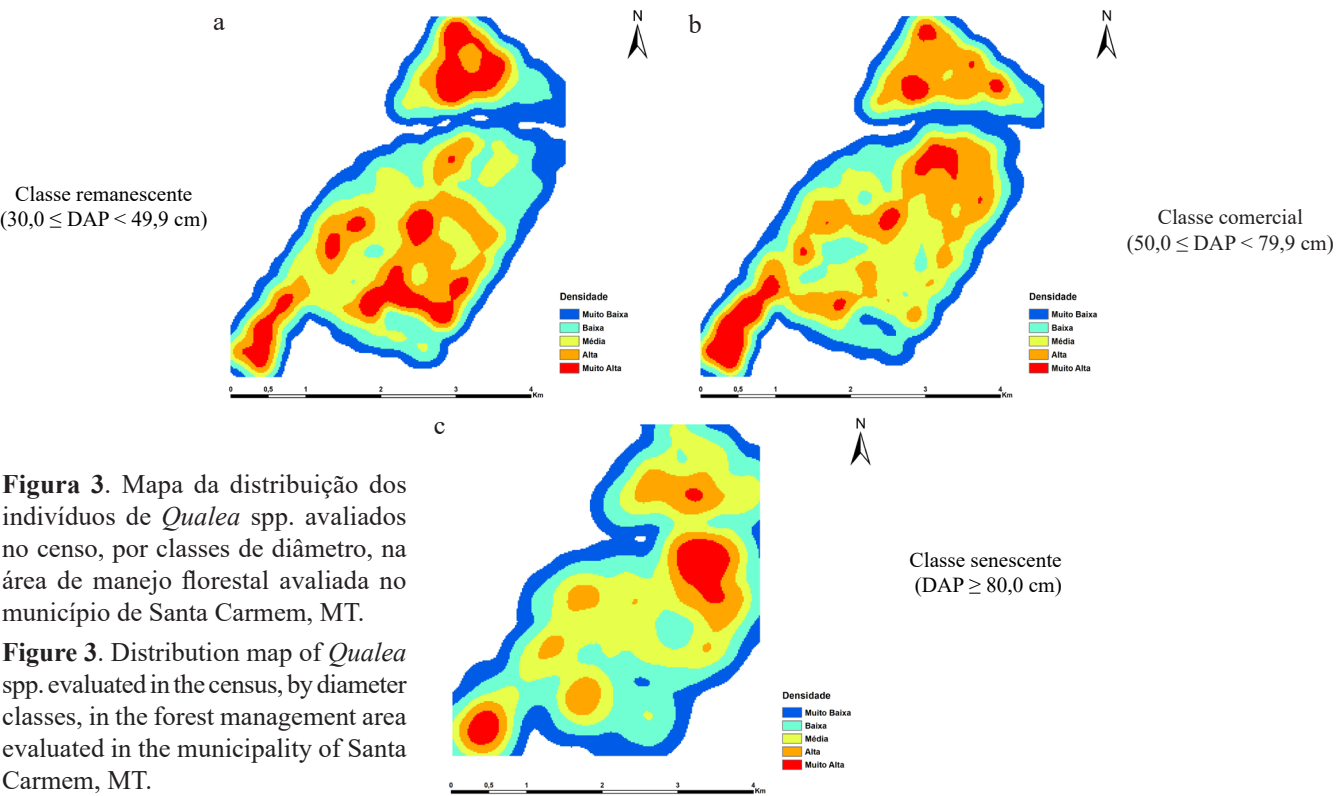 a
N
Classe remanescente
(30,0 ≤ DAP < 49,9 cm)
Densidade
Muito Baixa
Baixa
Média
Alta
Muito Alta
0 0,5 1 2 3 4
Km
b
N
Classe comercial
(50,0 ≤ DAP < 79,9 cm)
Densidade
Muito Baixa
Baixa
Média
Alta
Muito Alta
0 0,5 1 2 3 4
Km
c
N
Classe senescente
(DAP ≥ 80,0 cm)
Densidade
Muito Baixa
Baixa
Média
Alta
Muito Alta
0 0,5 1 2 3 4
Km
Figura 3. Mapa da distribuição dos
indivíduos de Qualea spp. avaliados
no censo, por classes de diâmetro, na
área de manejo florestal avaliada no
município de Santa Carmem, MT.
Figure 3. Distribution map of Qualea
spp. evaluated in the census, by diameter
classes, in the forest management area
evaluated in the municipality of Santa
Carmem, MT.